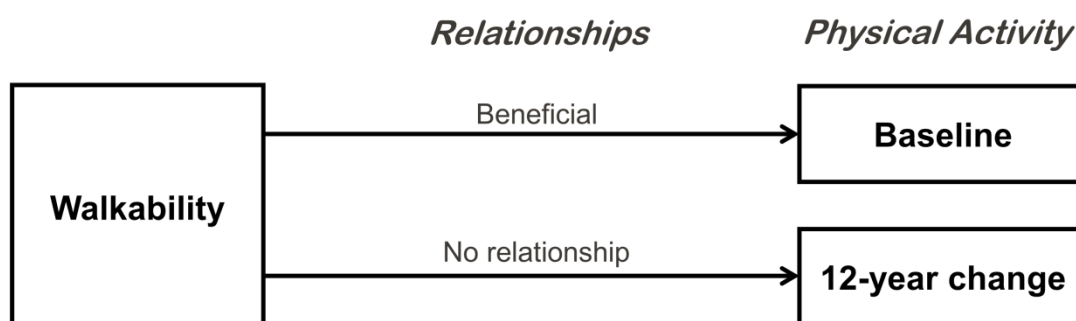 Relationships
Physical Activity
Beneficial
Baseline
Walkability
No relationship
12-year change